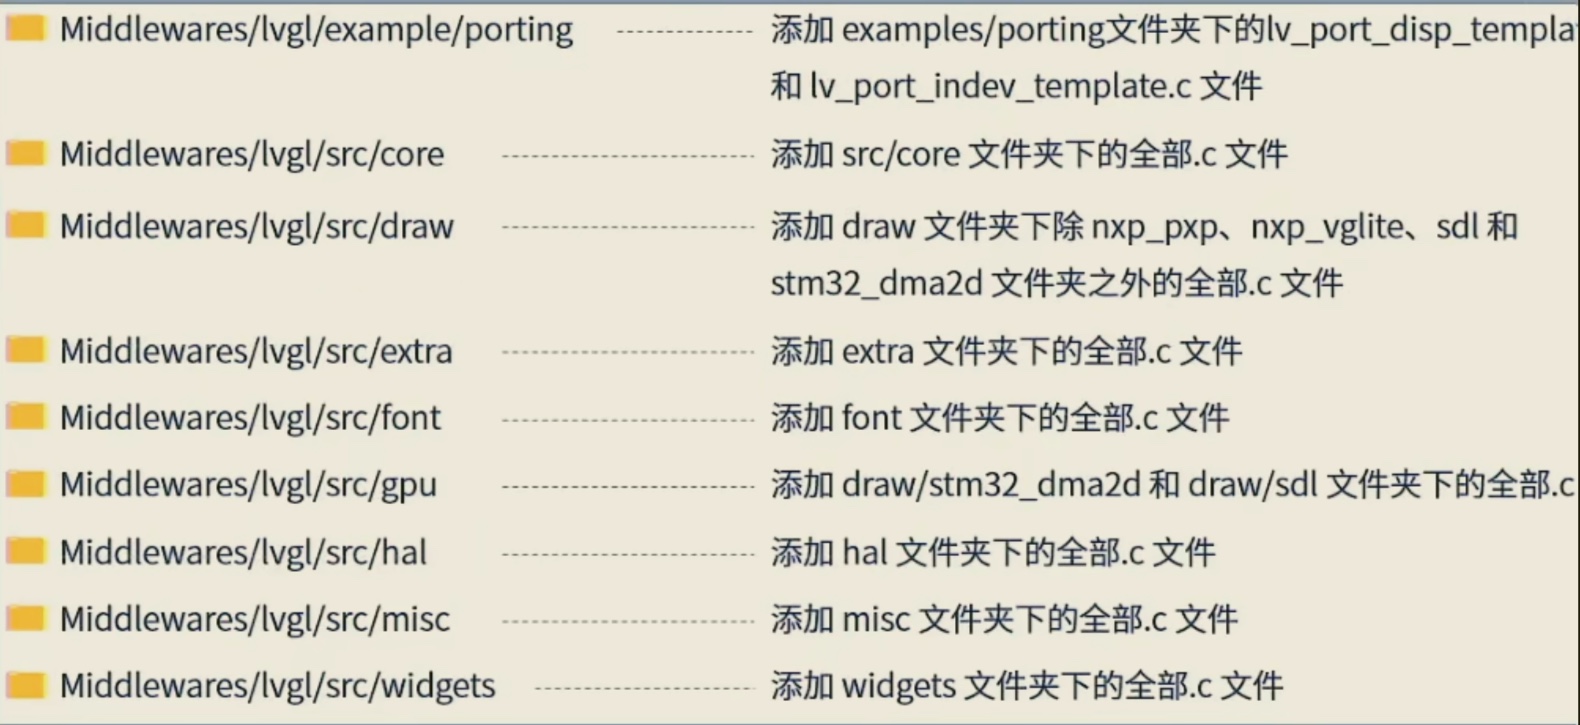 Middlewares/lvgl/example/porting 添加 examples/porting文件夹下的lv_port_disp_templa
和 lv_port_indev_template.c 文件
Middlewares/lvgl/src/core 添加 src/core 文件夹下的全部.c 文件
Middlewares/lvgl/src/draw 添加 draw 文件夹下除 nxp_pxp、nxp_vglite、sdl 和
stm32_dma2d 文件夹之外的全部.c 文件
Middlewares/lvgl/src/extra 添加 extra 文件夹下的全部.c 文件
Middlewares/lvgl/src/font 添加 font 文件夹下的全部.c 文件
Middlewares/lvgl/src/gpu 添加 draw/stm32_dma2d 和 draw/sdl 文件夹下的全部.c
Middlewares/lvgl/src/hal 添加 hal 文件夹下的全部.c 文件
Middlewares/lvgl/src/misc 添加 misc 文件夹下的全部.c 文件
Middlewares/lvgl/src/widgets 添加 widgets 文件夹下的全部.c 文件